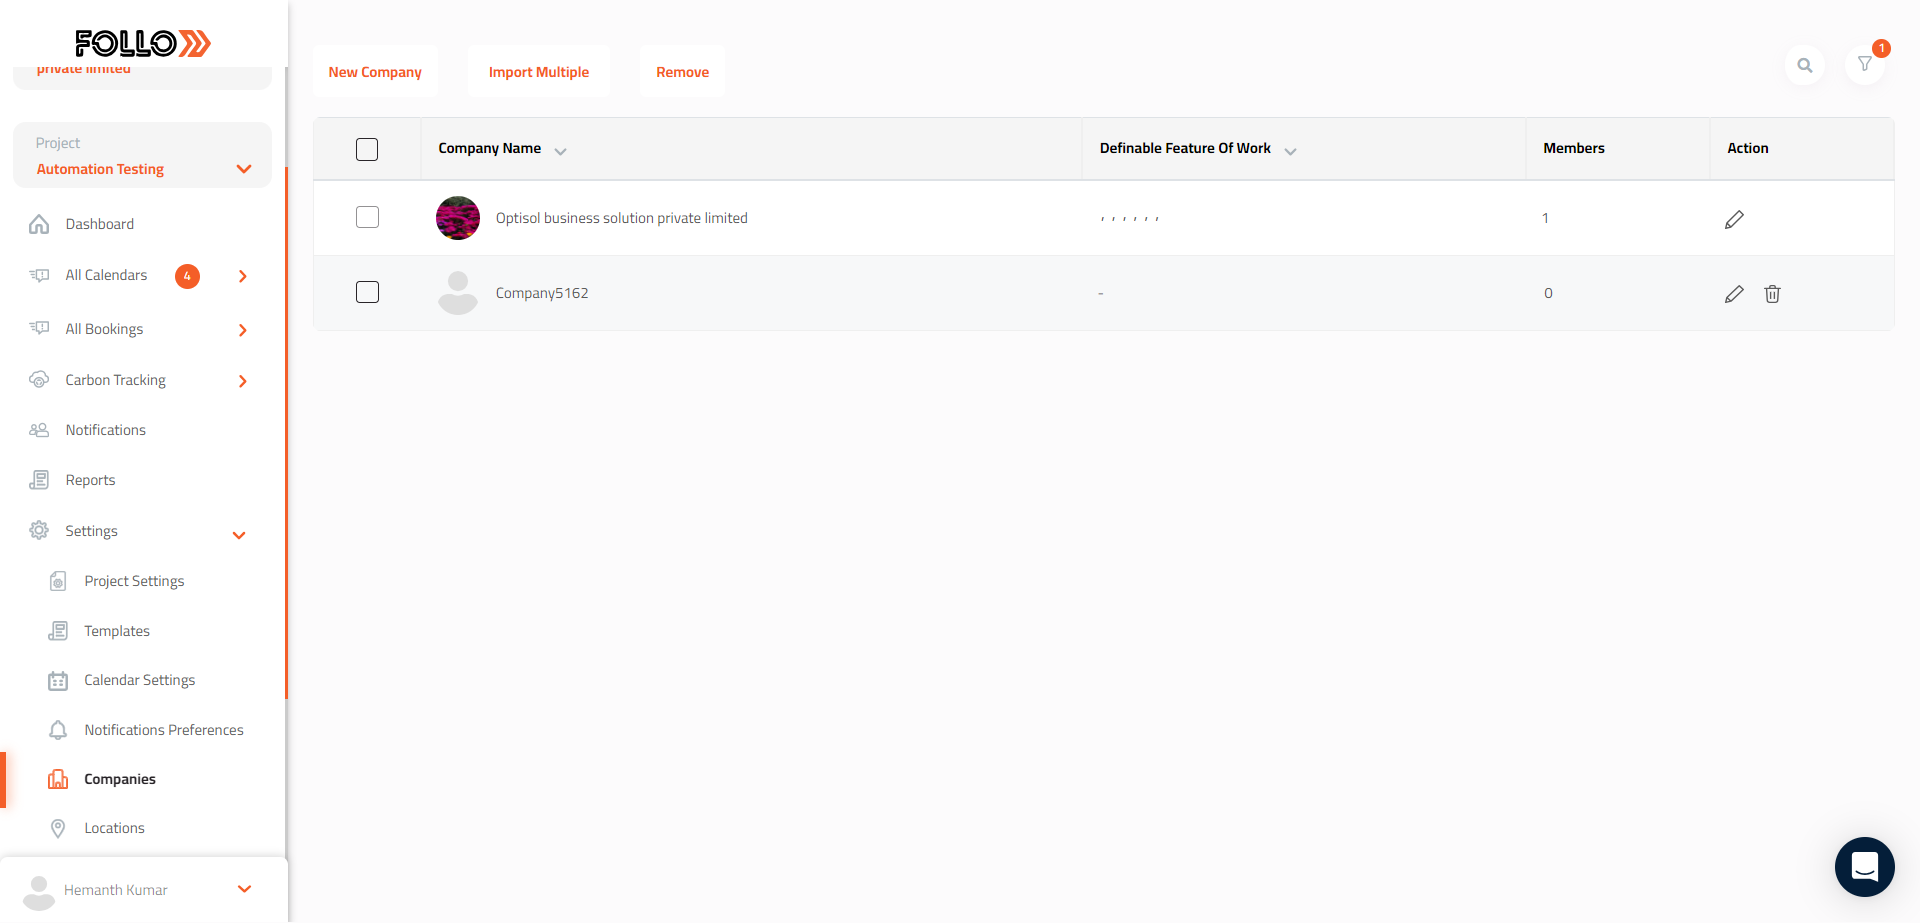 FOLLO
private limited
Project
Automation Testing
Dashboard
All Calendars 4
All Bookings
Carbon Tracking
Notifications
Reports
Settings
Project Settings
Templates
Calendar Settings
Notifications Preferences
Companies
Locations
Hemanth Kumar
New Company Import Multiple Remove 1
Company Name Definable Feature Of Work Members Action
Optisol business solution private limited , , , , , , 1
Company5162 - 0